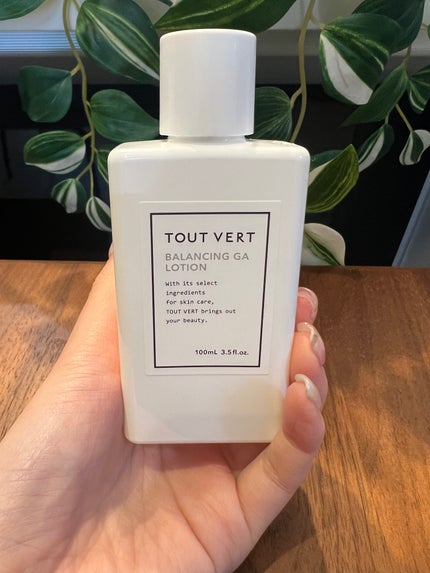 TOUT VERT
BALANCING GA
LOTION
With its select
ingredients
for skin care,
TOUT VERT brings out
your beauty.
100mL 3.5fl.oz.